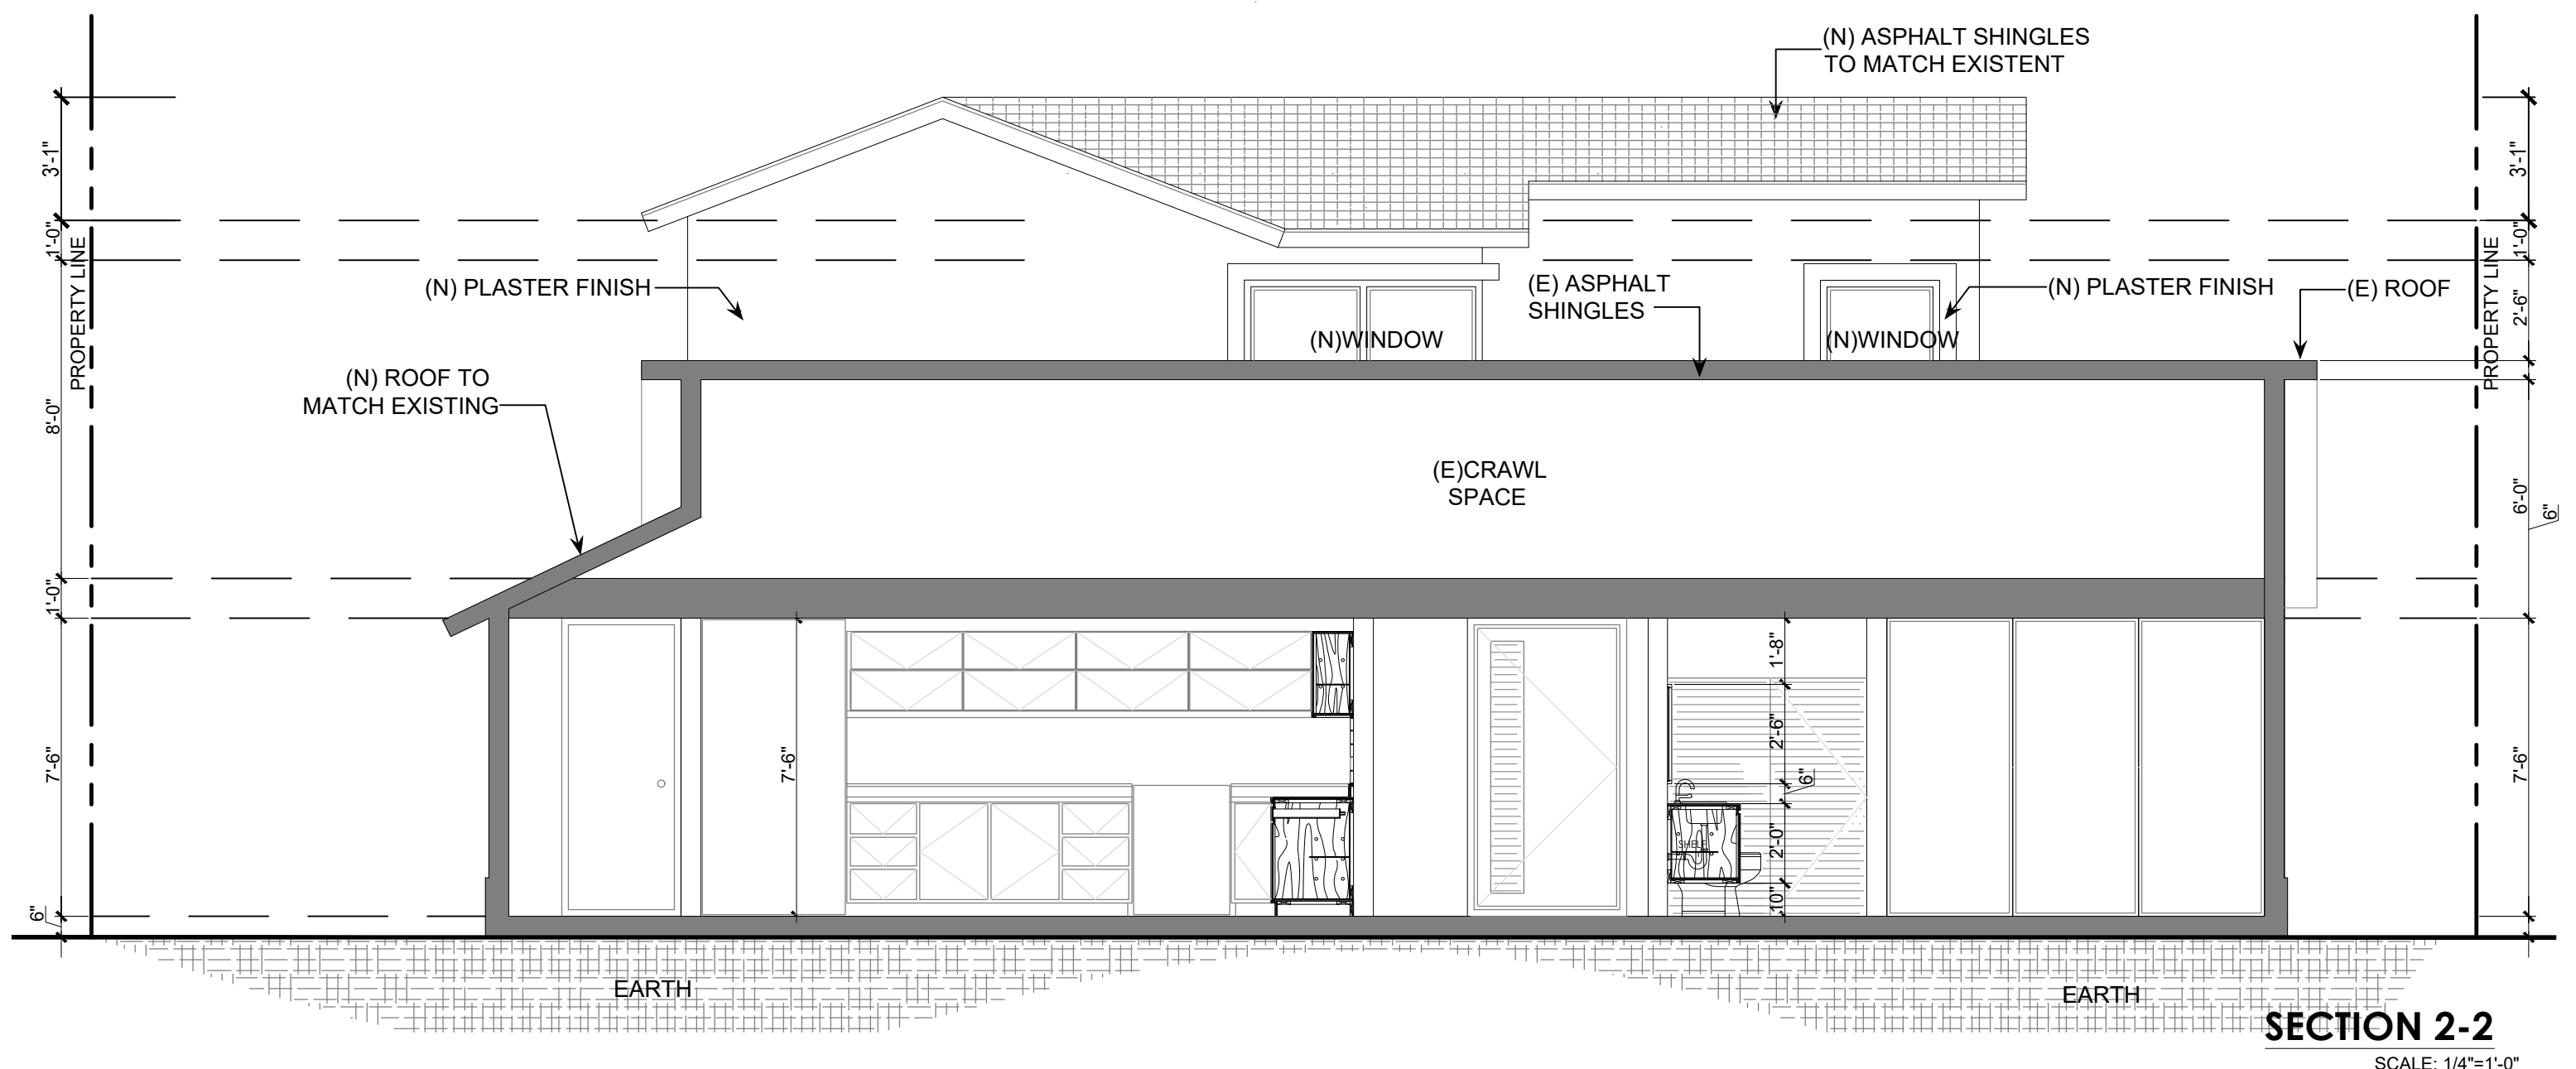 (N) ASPHALT SHINGLES
TO MATCH EXISTENT
3'-1"
3'-1"
1'-0"
1'-0"
PROPERTY LINE
PROPERTY LINE
(N) PLASTER FINISH
(E) ASPHALT
SHINGLES
(N) PLASTER FINISH
(E) ROOF
2'-6"
(N)WINDOW
(N)WINDOW
(N) ROOF TO
MATCH EXISTING
8'-0"
(E)CRAWL
SPACE
6'-0"
6"
1'-0"
1'-8"
7'-6"
7'-6"
2'-6"
6"
7'-6"
2'-0"
SHELF
10"
6"
EARTH
EARTH
SECTION 2-2
SCALE: 1/4"=1'-0"